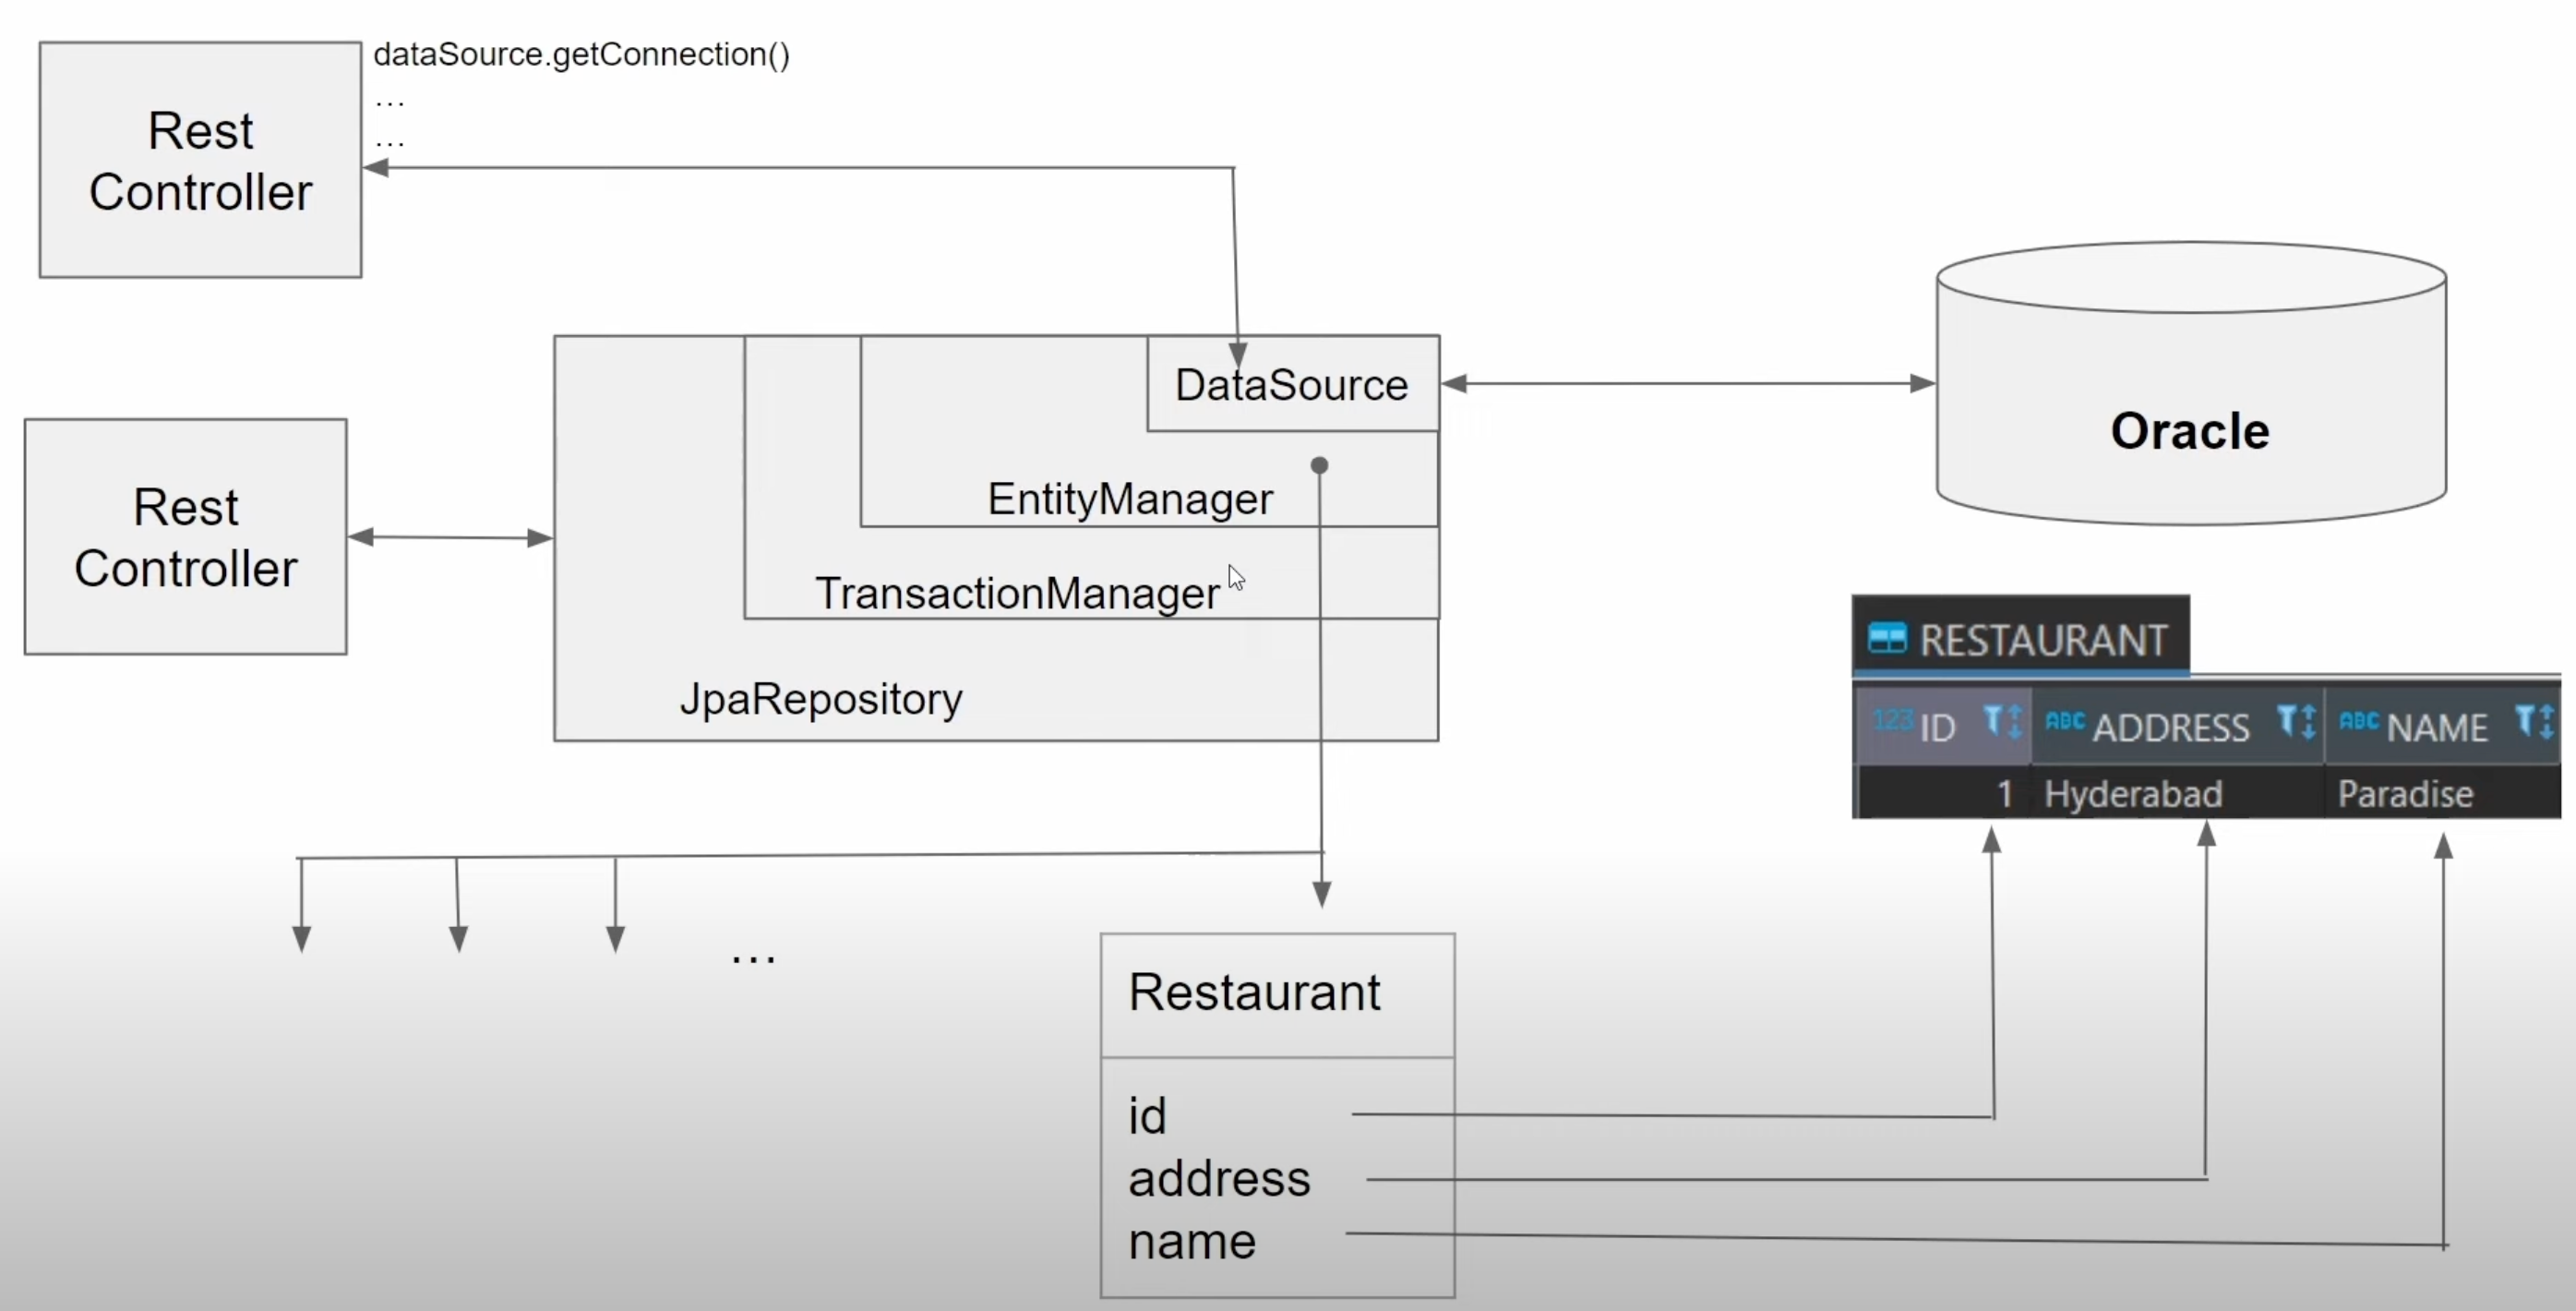 dataSource.getConnection()
...
...
Rest
Controller
DataSource
EntityManager
TransactionManager
JpaRepository
Rest
Controller
Oracle
RESTAURANT
123 ID ABC ADDRESS ABC NAME
1 Hyderabad Paradise
...
Restaurant
id
address
name